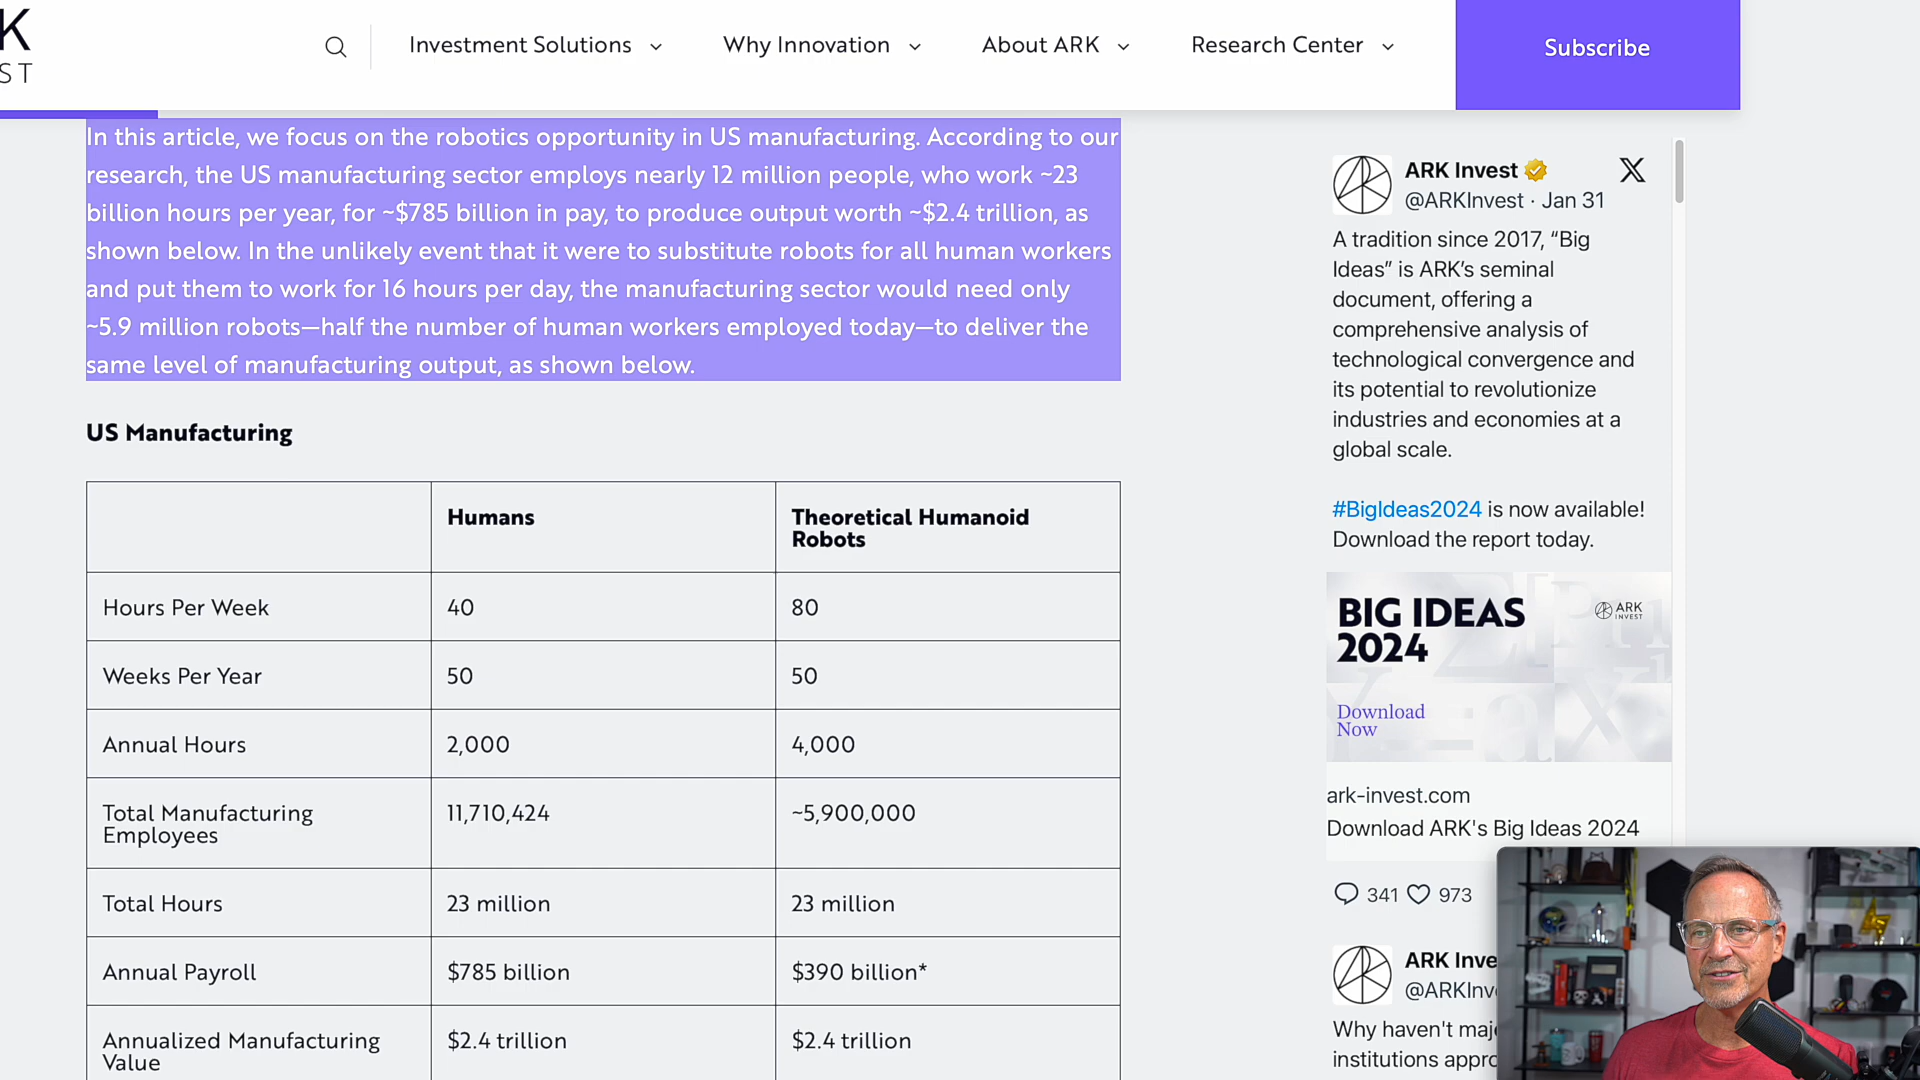 K
ST
Investment Solutions
Why Innovation
About ARK
Research Center
Subscribe
In this article, we focus on the robotics opportunity in US manufacturing. According to our
research, the US manufacturing sector employs nearly 12 million people, who work ~23
billion hours per year, for ~$785 billion in pay, to produce output worth ~$2.4 trillion, as
shown below. In the unlikely event that it were to substitute robots for all human workers
and put them to work for 16 hours per day, the manufacturing sector would need only
~5.9 million robots—half the number of human workers employed today—to deliver the
same level of manufacturing output, as shown below.
US Manufacturing
Humans
Theoretical Humanoid
Robots
Hours Per Week
40
80
Weeks Per Year
50
50
Annual Hours
2,000
4,000
Total Manufacturing
Employees
11,710,424
~5,900,000
Total Hours
23 million
23 million
Annual Payroll
$785 billion
$390 billion*
Annualized Manufacturing
Value
$2.4 trillion
$2.4 trillion
ARK Invest
@ARKInvest · Jan 31
A tradition since 2017, “Big
Ideas” is ARK’s seminal
document, offering a
comprehensive analysis of
technological convergence and
its potential to revolutionize
industries and economies at a
global scale.
#BigIdeas2024 is now available!
Download the report today.
BIG IDEAS
2024
ARK
INVEST
Download
Now
ark-invest.com
Download ARK's Big Ideas 2024
341
973
ARK Inve
@ARKInv
Why haven't maj
institutions appro